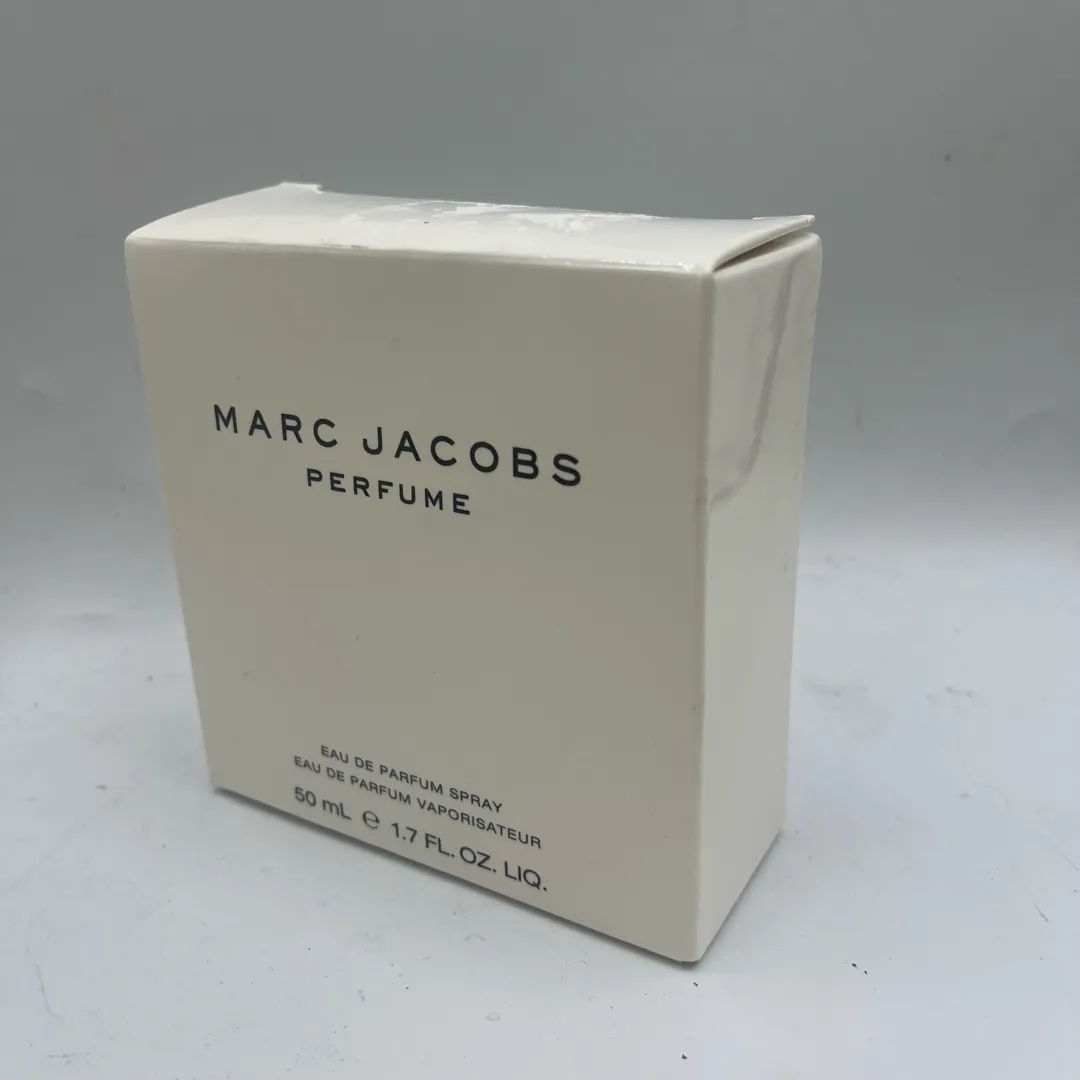 MARC JACOBS
PERFUME
EAU DE PARFUM SPRAY
EAU DE PARFUM VAPORISATEUR
50 mL ℮ 1.7 FL. OZ. LIQ.